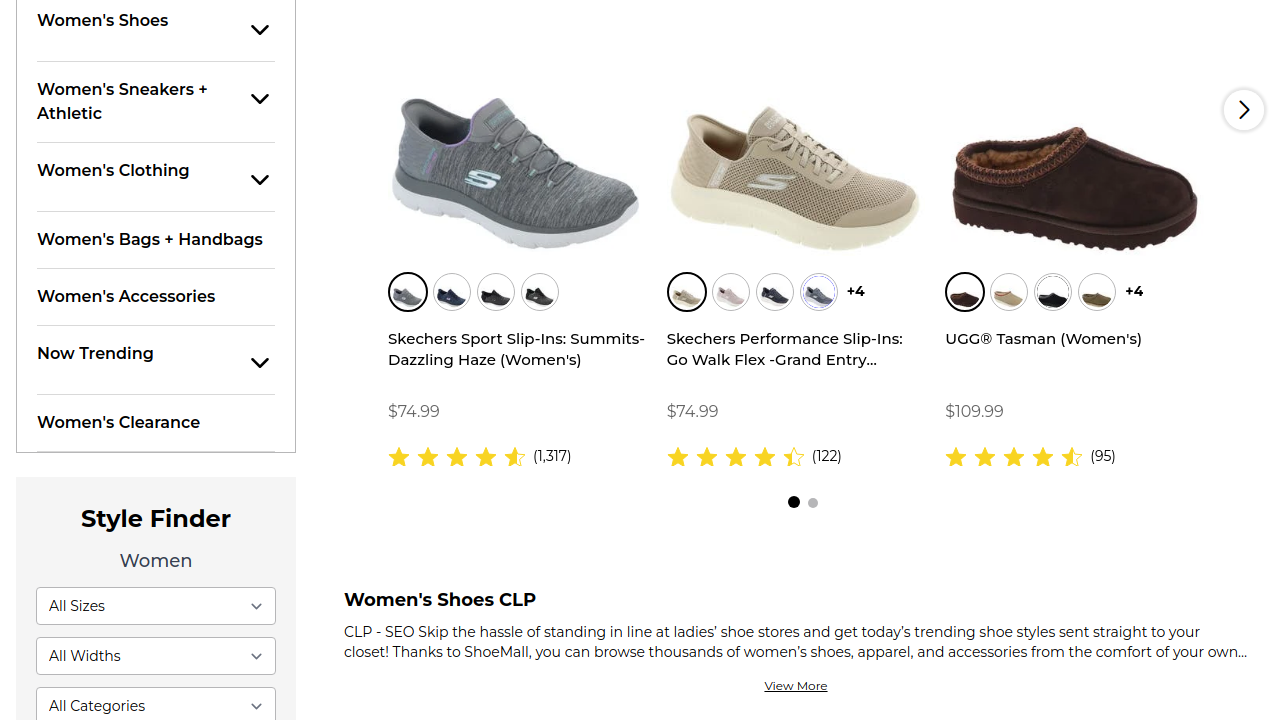 Women's Shoes
Women's Sneakers +
Athletic
Women's Clothing
Women's Bags + Handbags
Women's Accessories
Now Trending
Women's Clearance
Style Finder
Women
All Sizes
All Widths
All Categories
+4
+4
Skechers Sport Slip-Ins: Summits-
Dazzling Haze (Women's)
$74.99
(1,317)
Skechers Performance Slip-Ins:
Go Walk Flex -Grand Entry...
$74.99
(122)
UGG® Tasman (Women's)
$109.99
(95)
Women's Shoes CLP
CLP - SEO Skip the hassle of standing in line at ladies’ shoe stores and get today’s trending shoe styles sent straight to your
closet! Thanks to ShoeMall, you can browse thousands of women’s shoes, apparel, and accessories from the comfort of your own...
View More